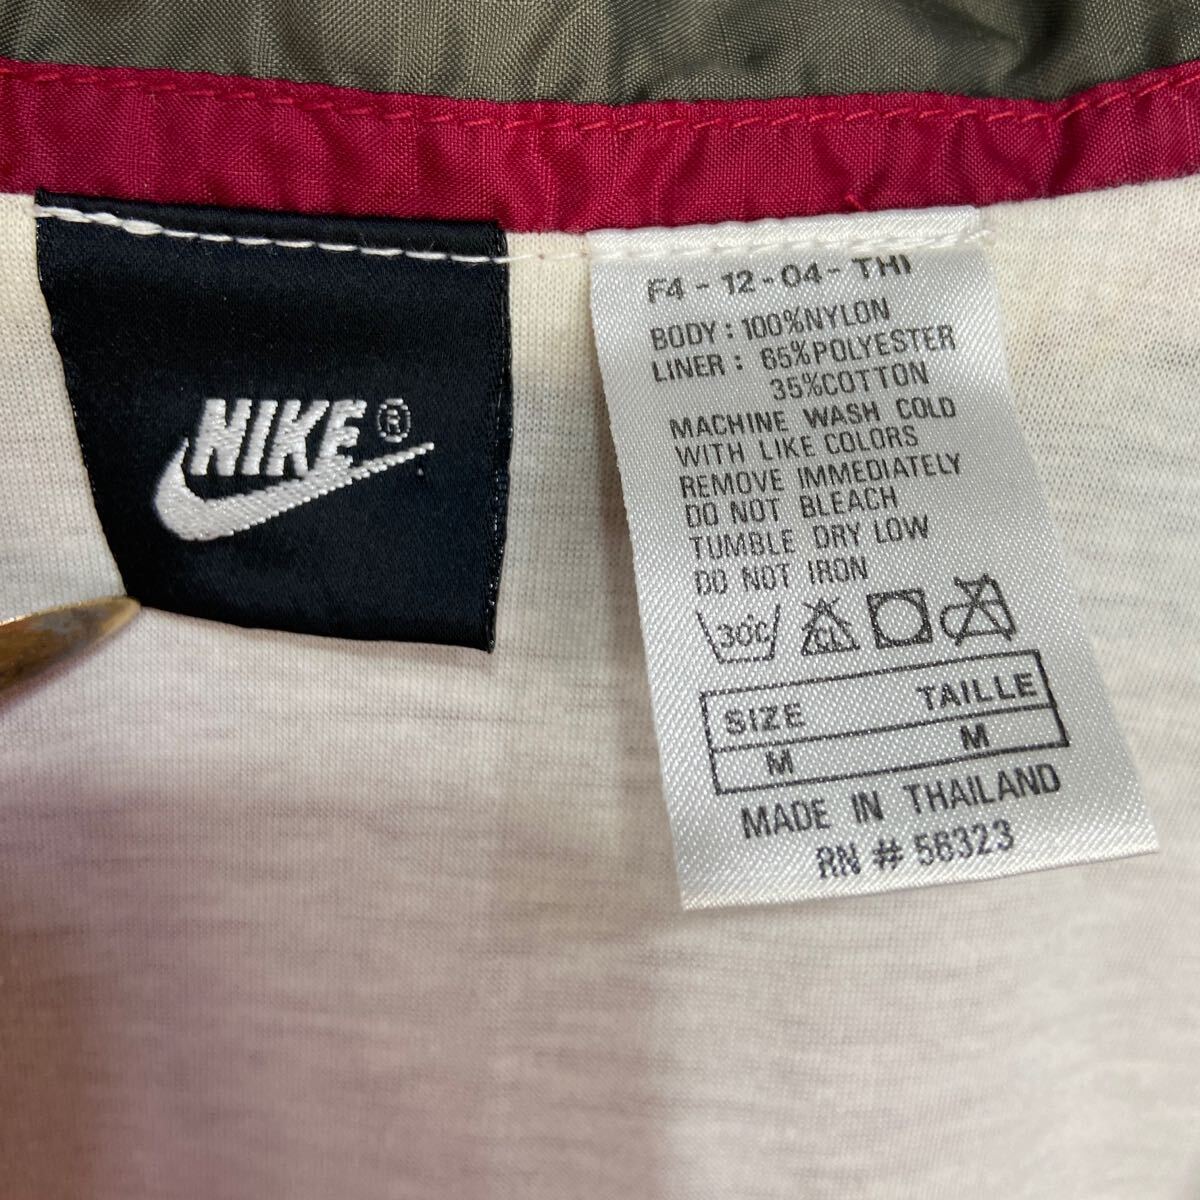 NIKE®
F4 - 12 - 04 - THI
BODY : 100%NYLON
LINER : 65%POLYESTER
35%COTTON
MACHINE WASH COLD
WITH LIKE COLORS
REMOVE IMMEDIATELY
DO NOT BLEACH
TUMBLE DRY LOW
DO NOT IRON
30°C CL
SIZE TAILLE
M M
MADE IN THAILAND
RN # 56323